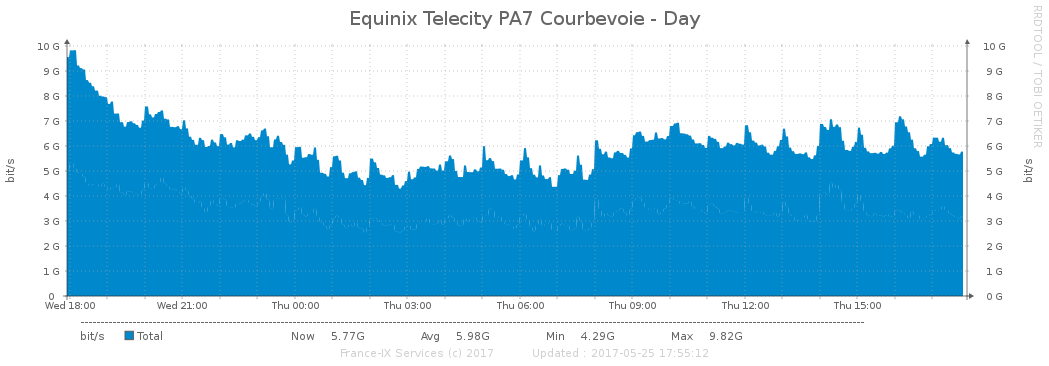 Equinix Telecity PA7 Courbevoie - Day
RRDTOOL / TOBI OETIKER
bit/s
10 G 10 G
9 G 9 G
8 G 8 G
7 G 7 G
6 G 6 G
5 G 5 G
4 G 4 G
3 G 3 G
2 G 2 G
1 G 1 G
0 0 G
bit/s
Wed 18:00 Wed 21:00 Thu 00:00 Thu 03:00 Thu 06:00 Thu 09:00 Thu 12:00 Thu 15:00
bit/s Total Now 5.77G Avg 5.98G Min 4.29G Max 9.82G
France-IX Services (c) 2017 Updated : 2017-05-25 17:55:12